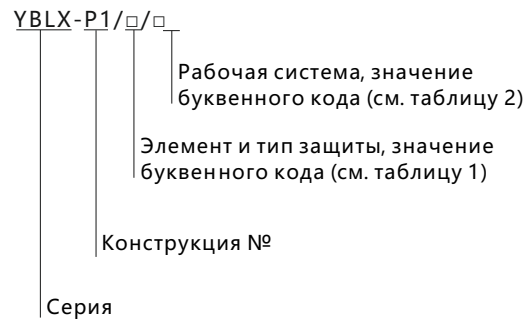 YBLX-P1/□/□
Рабочая система, значение
буквенного кода (см. таблицу 2)
Элемент и тип защиты, значение
буквенного кода (см. таблицу 1)
Конструкция №
Серия